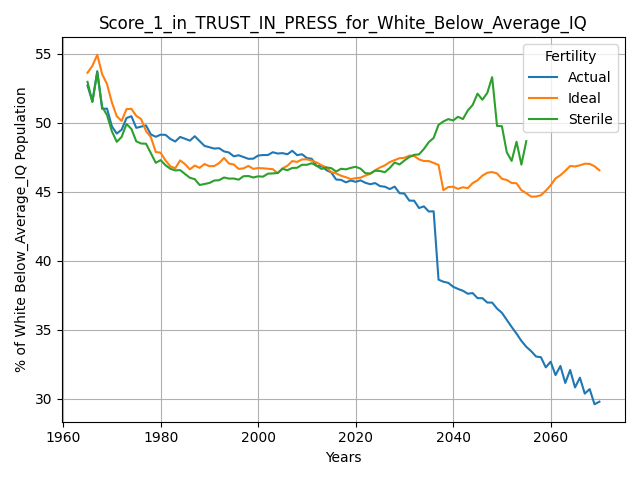 Score_1_in_TRUST_IN_PRESS_for_White_Below_Average_IQ
Fertility
Actual
Ideal
Sterile
% of White Below_Average_IQ Population
55
50
45
40
35
30
1960
1980
2000
2020
2040
2060
Years